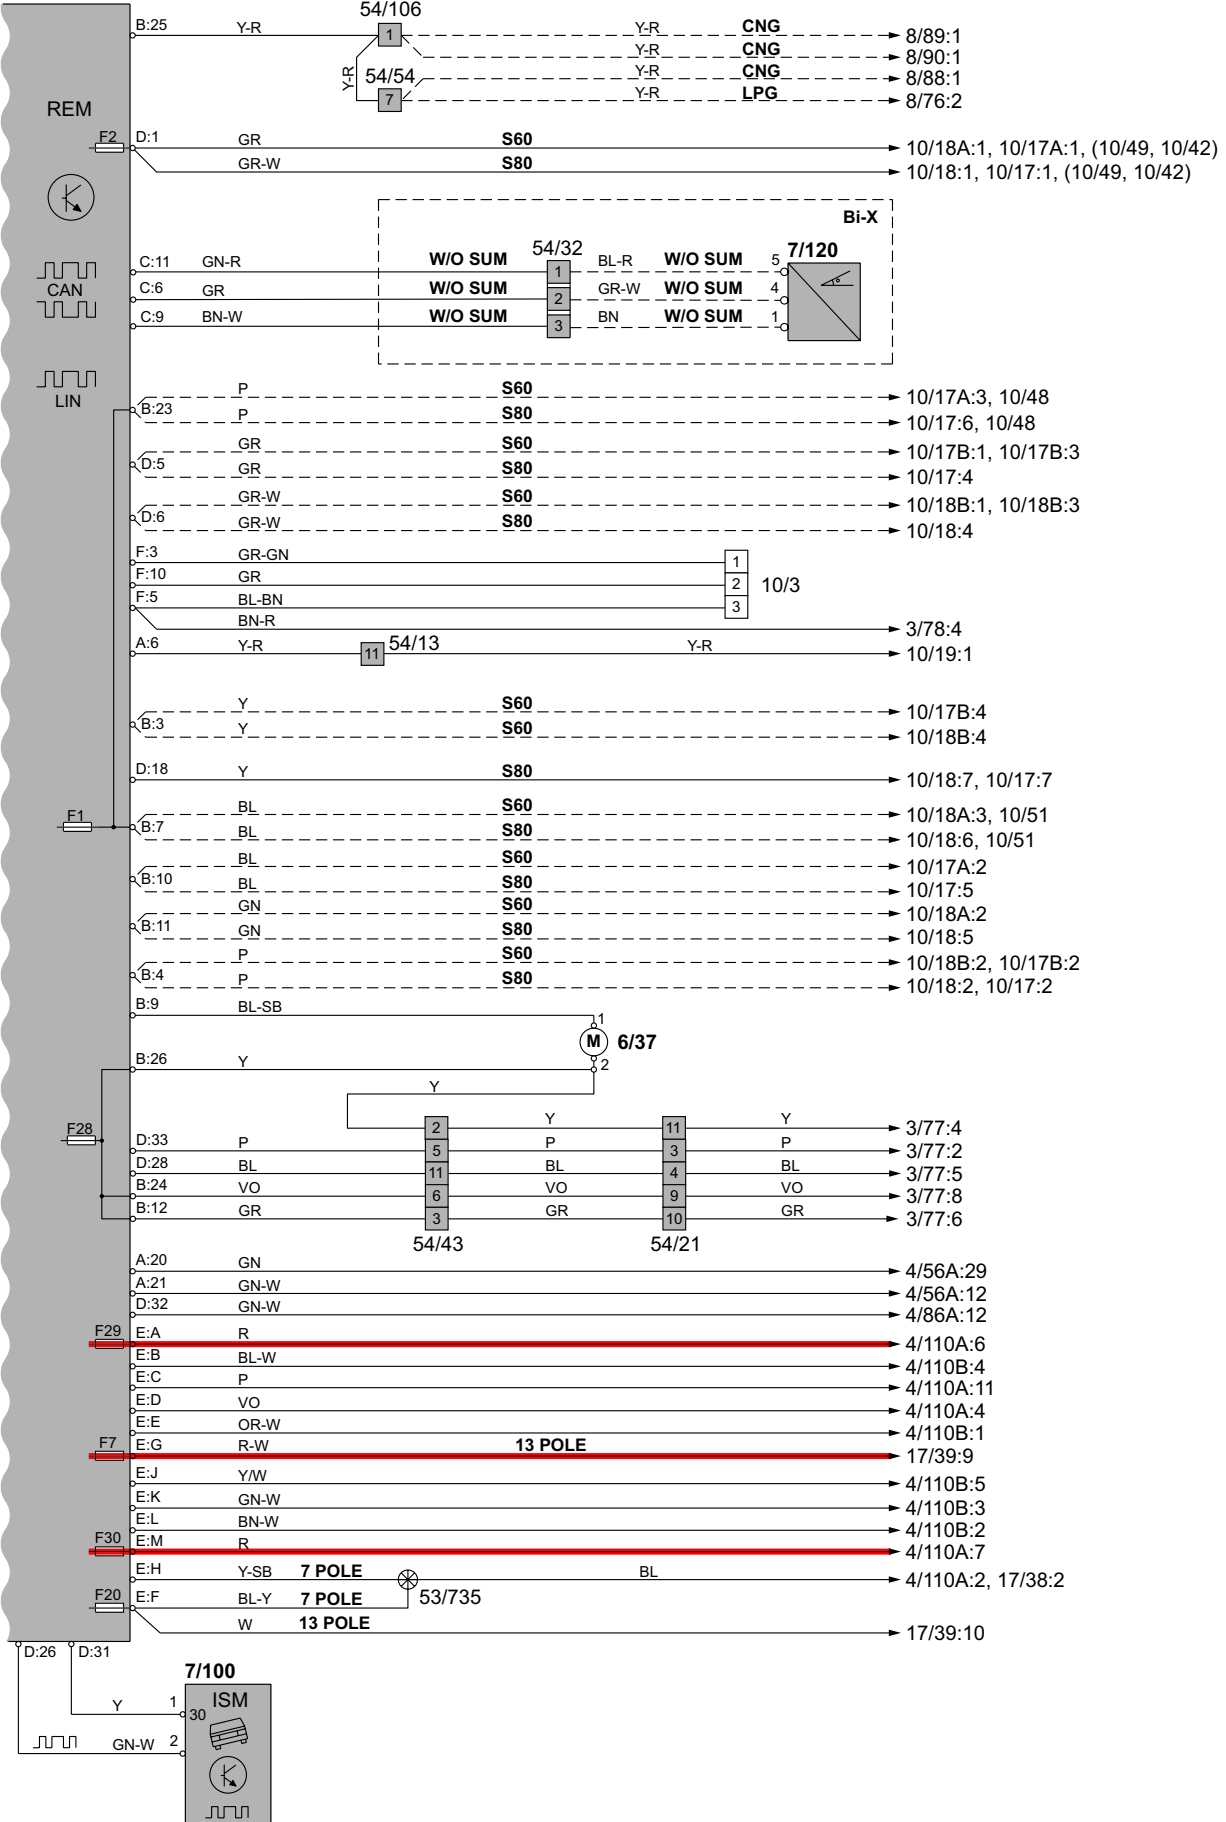 54/106
B:25 Y-R 1 Y-R CNG 8/89:1
Y-R CNG 8/90:1
Y-R 54/54 Y-R CNG 8/88:1
7 Y-R LPG 8/76:2
REM
F2 D:1 GR S60 10/18A:1, 10/17A:1, (10/49, 10/42)
GR-W S80 10/18:1, 10/17:1, (10/49, 10/42)
Bi-X
54/32 7/120
C:11 GN-R W/O SUM 1 BL-R W/O SUM 5
CAN
C:6 GR W/O SUM 2 GR-W W/O SUM 4
C:9 BN-W W/O SUM 3 BN W/O SUM 1
LIN
P S60 10/17A:3, 10/48
B:23 P S80 10/17:6, 10/48
GR S60 10/17B:1, 10/17B:3
D:5 GR S80 10/17:4
GR-W S60 10/18B:1, 10/18B:3
D:6 GR-W S80 10/18:4
F:3 GR-GN 1
F:10 GR 2 10/3
F:5 BL-BN 3
BN-R 3/78:4
A:6 Y-R 11 54/13 Y-R 10/19:1
Y S60 10/17B:4
B:3 Y S60 10/18B:4
D:18 Y S80 10/18:7, 10/17:7
BL S60 10/18A:3, 10/51
F1 B:7 BL S80 10/18:6, 10/51
BL S60 10/17A:2
B:10 BL S80 10/17:5
GN S60 10/18A:2
B:11 GN S80 10/18:5
P S60 10/18B:2, 10/17B:2
B:4 P S80 10/18:2, 10/17:2
B:9 BL-SB 1
M 6/37
B:26 Y 2
Y
F28 2 Y 11 Y 3/77:4
D:33 P 5 P 3 P 3/77:2
D:28 BL 11 BL 4 BL 3/77:5
B:24 VO 6 VO 9 VO 3/77:8
B:12 GR 3 GR 10 GR 3/77:6
54/43 54/21
A:20 GN 4/56A:29
A:21 GN-W 4/56A:12
D:32 GN-W 4/86A:12
F29 E:A R 4/110A:6
E:B BL-W 4/110B:4
E:C P 4/110A:11
E:D VO 4/110A:4
E:E OR-W 4/110B:1
F7 E:G R-W 13 POLE 17/39:9
E:J Y/W 4/110B:5
E:K GN-W 4/110B:3
E:L BN-W 4/110B:2
F30 E:M R 4/110A:7
E:H Y-SB 7 POLE BL 4/110A:2, 17/38:2
F20 E:F BL-Y 7 POLE 53/735
W 13 POLE 17/39:10
D:26 D:31
7/100
Y 1 30 ISM
GN-W 2